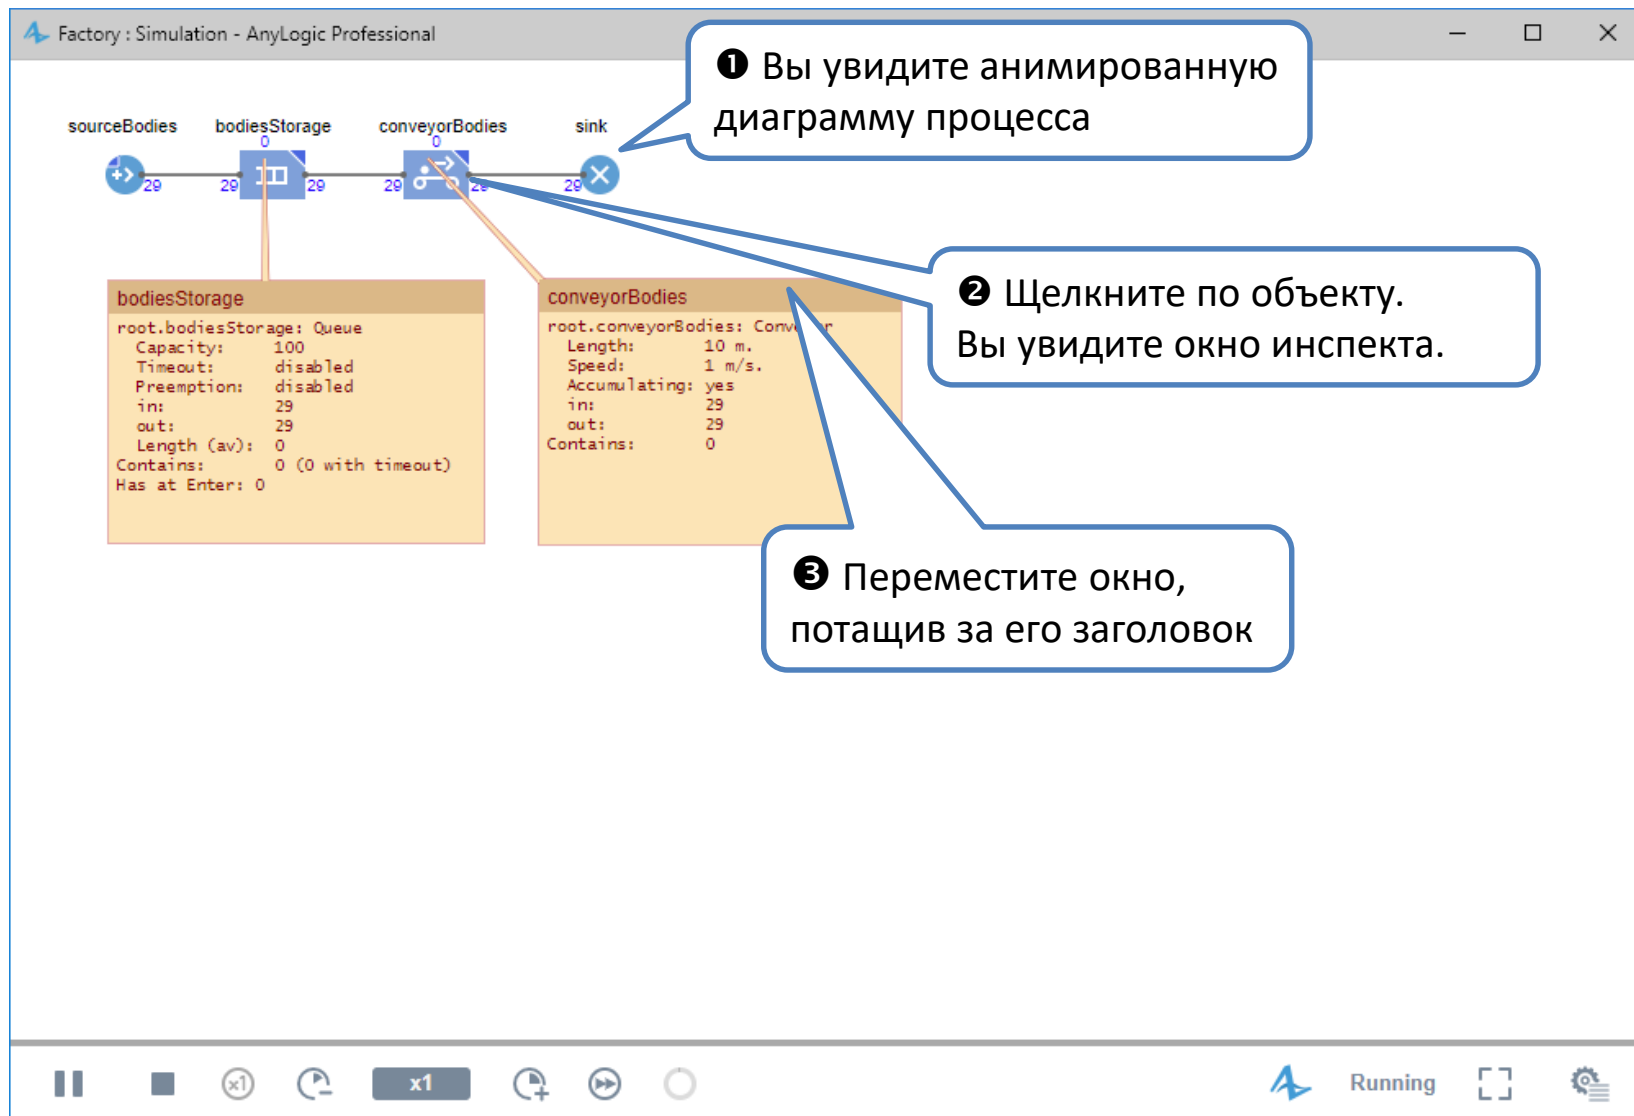 Factory : Simulation - AnyLogic Professional
❶ Вы увидите анимированную
диаграмму процесса
sourceBodies bodiesStorage conveyorBodies sink
0 0
29 29 29 29 29 29
❷ Щелкните по объекту.
Вы увидите окно инспекта.
bodiesStorage
root.bodiesStorage: Queue
Capacity: 100
Timeout: disabled
Preemption: disabled
in: 29
out: 29
Length (av): 0
Contains: 0 (0 with timeout)
Has at Enter: 0
conveyorBodies
root.conveyorBodies: Conveyor
Length: 10 m.
Speed: 1 m/s.
Accumulating: yes
in: 29
out: 29
Contains: 0
❸ Переместите окно,
потащив за его заголовок
x1 x1 Running